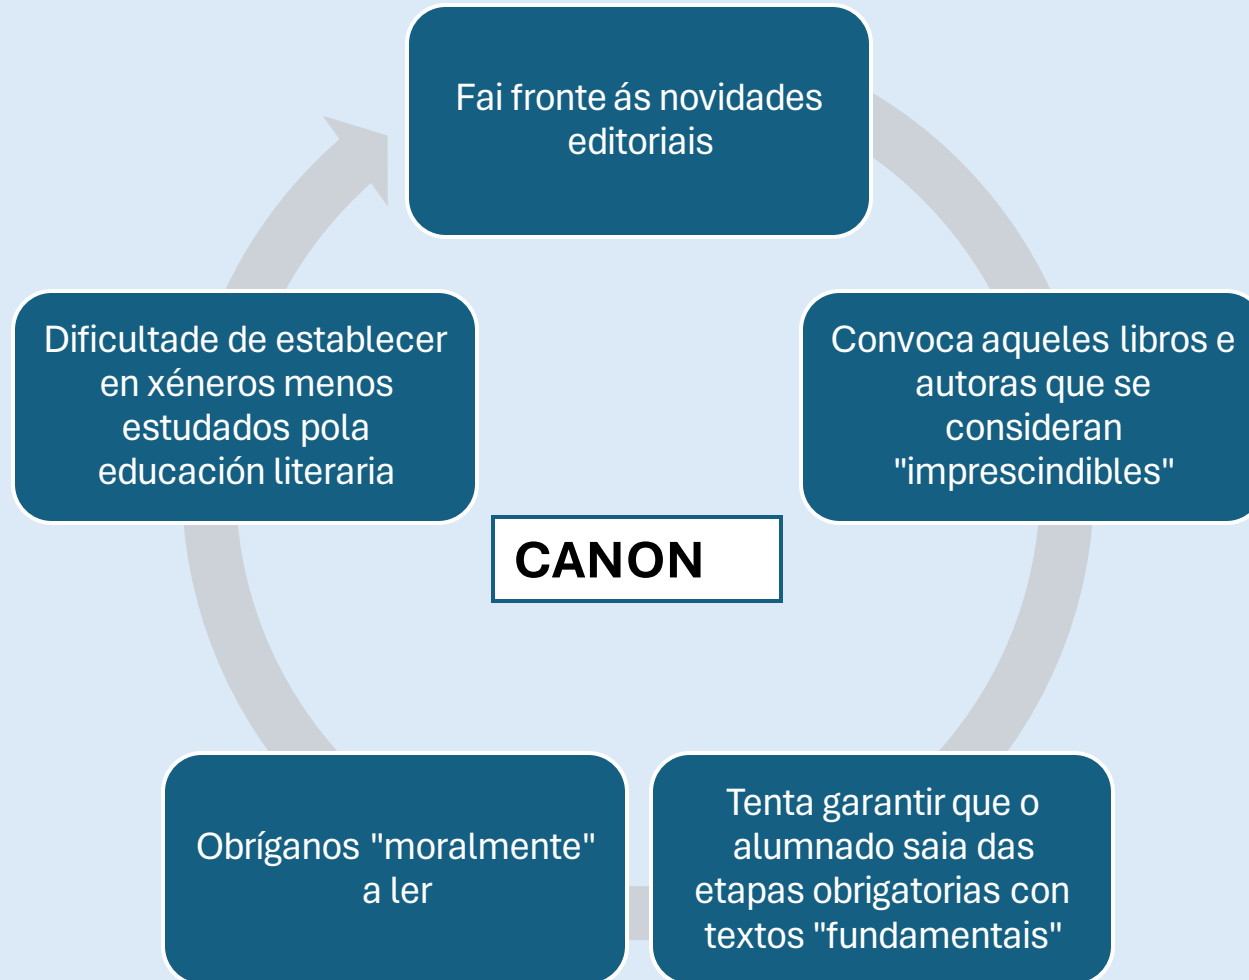 Fai fronte ás novidades
editoriais
Convoca aqueles libros e
autoras que se
consideran
"imprescindibles"
Tenta garantir que o
alumnado saia das
etapas obrigatorias con
textos "fundamentais"
Obríganos "moralmente"
a ler
Dificultade de establecer
en xéneros menos
estudados pola
educación literaria
CANON